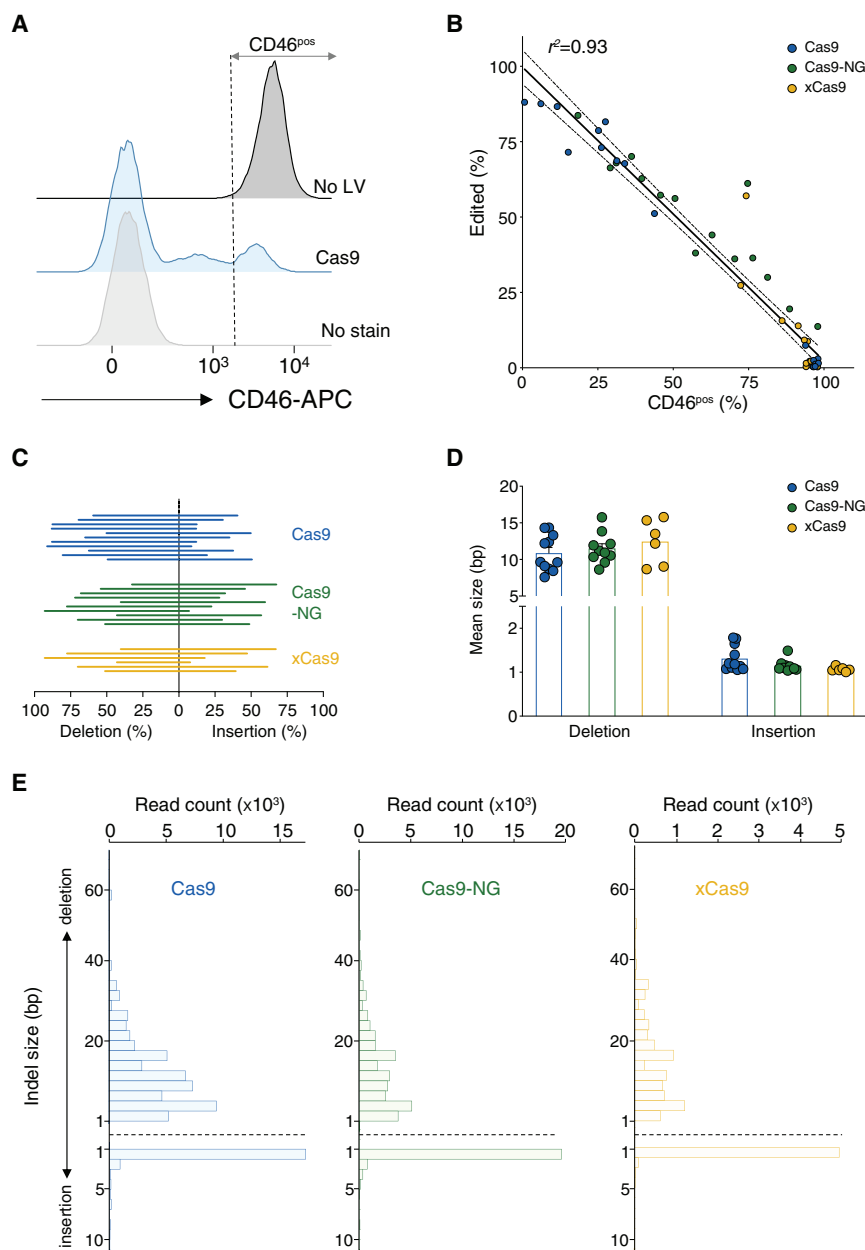 A
CD46pos
No LV
Cas9
No stain
0
10³
10⁴
CD46-APC
B
r²=0.93
Cas9
Cas9-NG
xCas9
100
75
50
25
0
Edited (%)
0
25
50
75
100
CD46pos (%)
C
Cas9
Cas9
-NG
xCas9
100
75
50
25
0
25
50
75
100
Deletion (%)
Insertion (%)
D
Cas9
Cas9-NG
xCas9
20
15
10
5
2
1
0
Mean size (bp)
Deletion
Insertion
E
Read count (x10³)
0
5
10
15
Cas9
60
40
20
1
1
5
10
deletion
Indel size (bp)
insertion
Read count (x10³)
0
5
10
15
20
Cas9-NG
60
40
20
1
1
5
10
Read count (x10³)
0
1
3
4
5
xCas9
60
40
20
1
1
5
10